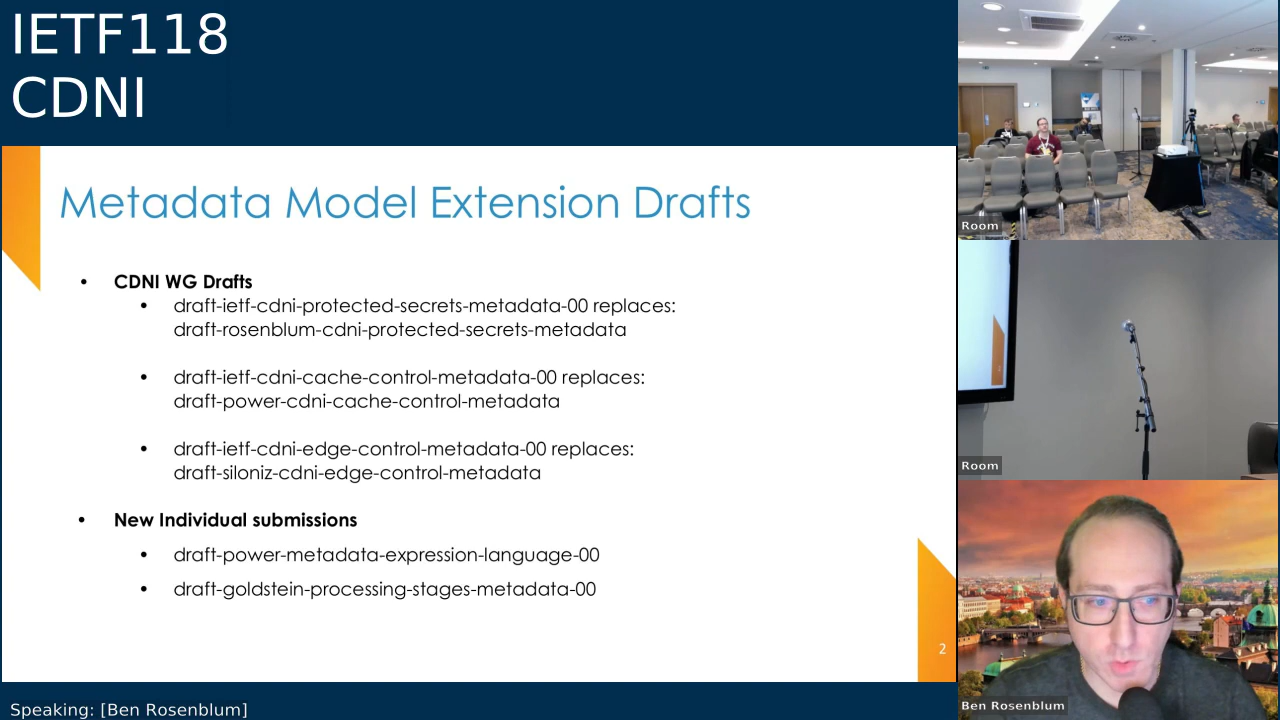 IETF118
CDNI
Metadata Model Extension Drafts
• CDNI WG Drafts
• draft-ietf-cdni-protected-secrets-metadata-00 replaces:
draft-rosenblum-cdni-protected-secrets-metadata
• draft-ietf-cdni-cache-control-metadata-00 replaces:
draft-power-cdni-cache-control-metadata
• draft-ietf-cdni-edge-control-metadata-00 replaces:
draft-siloniz-cdni-edge-control-metadata
• New Individual submissions
• draft-power-metadata-expression-language-00
• draft-goldstein-processing-stages-metadata-00
2
Speaking: [Ben Rosenblum]
Room
Room
Ben Rosenblum